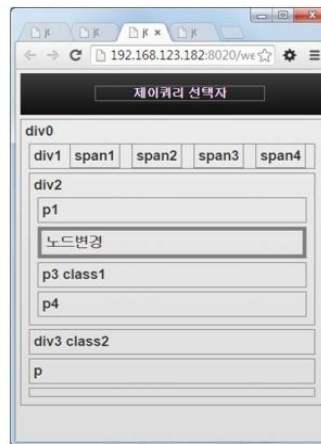 192.168.123.182:8020/we
제이쿼리 선택자
div0
div1 span1 span2 span3 span4
div2
p1
노드변경
p3 class1
p4
div3 class2
p